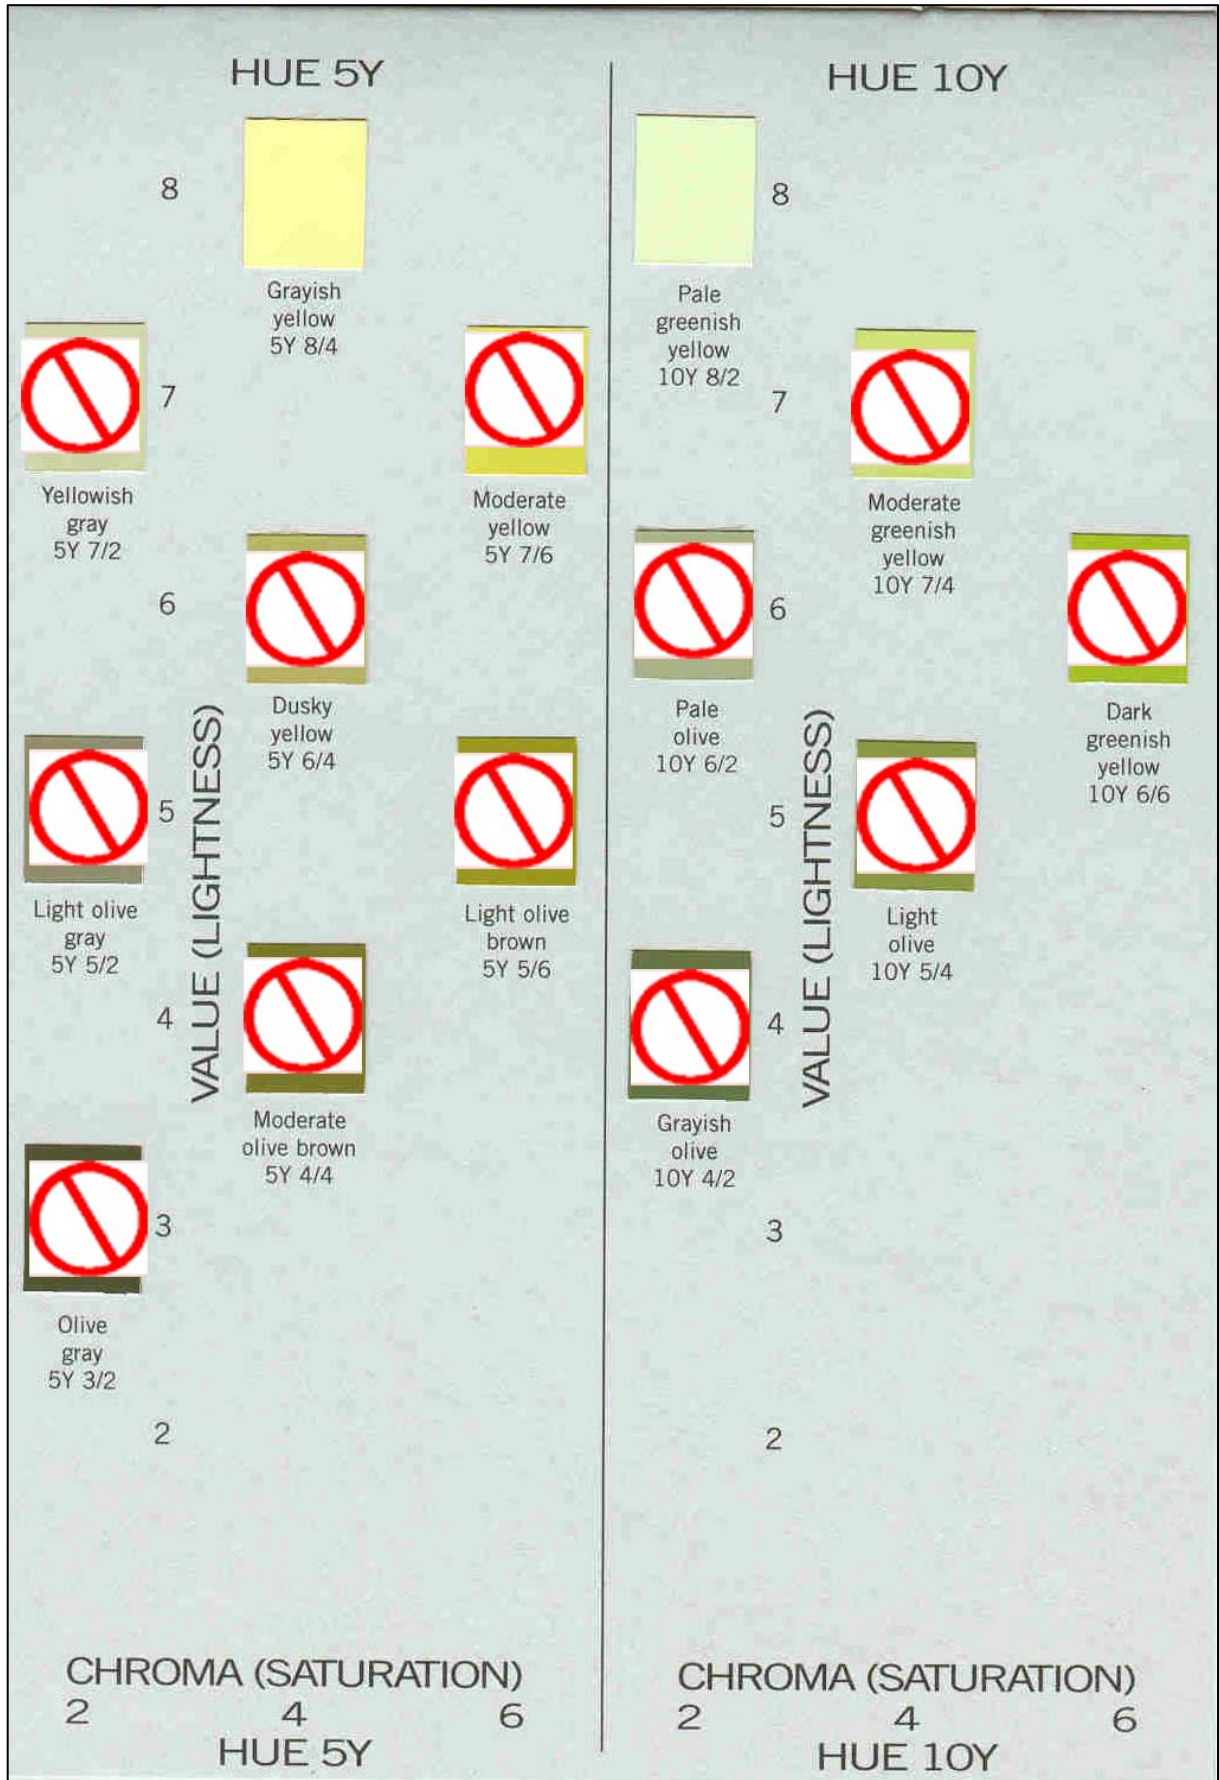 HUE 5Y
8
Grayish
yellow
5Y 8/4
7
Yellowish
gray
5Y 7/2
Moderate
yellow
5Y 7/6
6
Dusky
yellow
5Y 6/4
5
Light olive
gray
5Y 5/2
Light olive
brown
5Y 5/6
VALUE (LIGHTNESS)
4
Moderate
olive brown
5Y 4/4
3
Olive
gray
5Y 3/2
2
CHROMA (SATURATION)
2 4 6
HUE 5Y
HUE 10Y
8
Pale
greenish
yellow
10Y 8/2
7
Moderate
greenish
yellow
10Y 7/4
6
Pale
olive
10Y 6/2
Dark
greenish
yellow
10Y 6/6
5
Light
olive
10Y 5/4
VALUE (LIGHTNESS)
4
Grayish
olive
10Y 4/2
3
2
CHROMA (SATURATION)
2 4 6
HUE 10Y